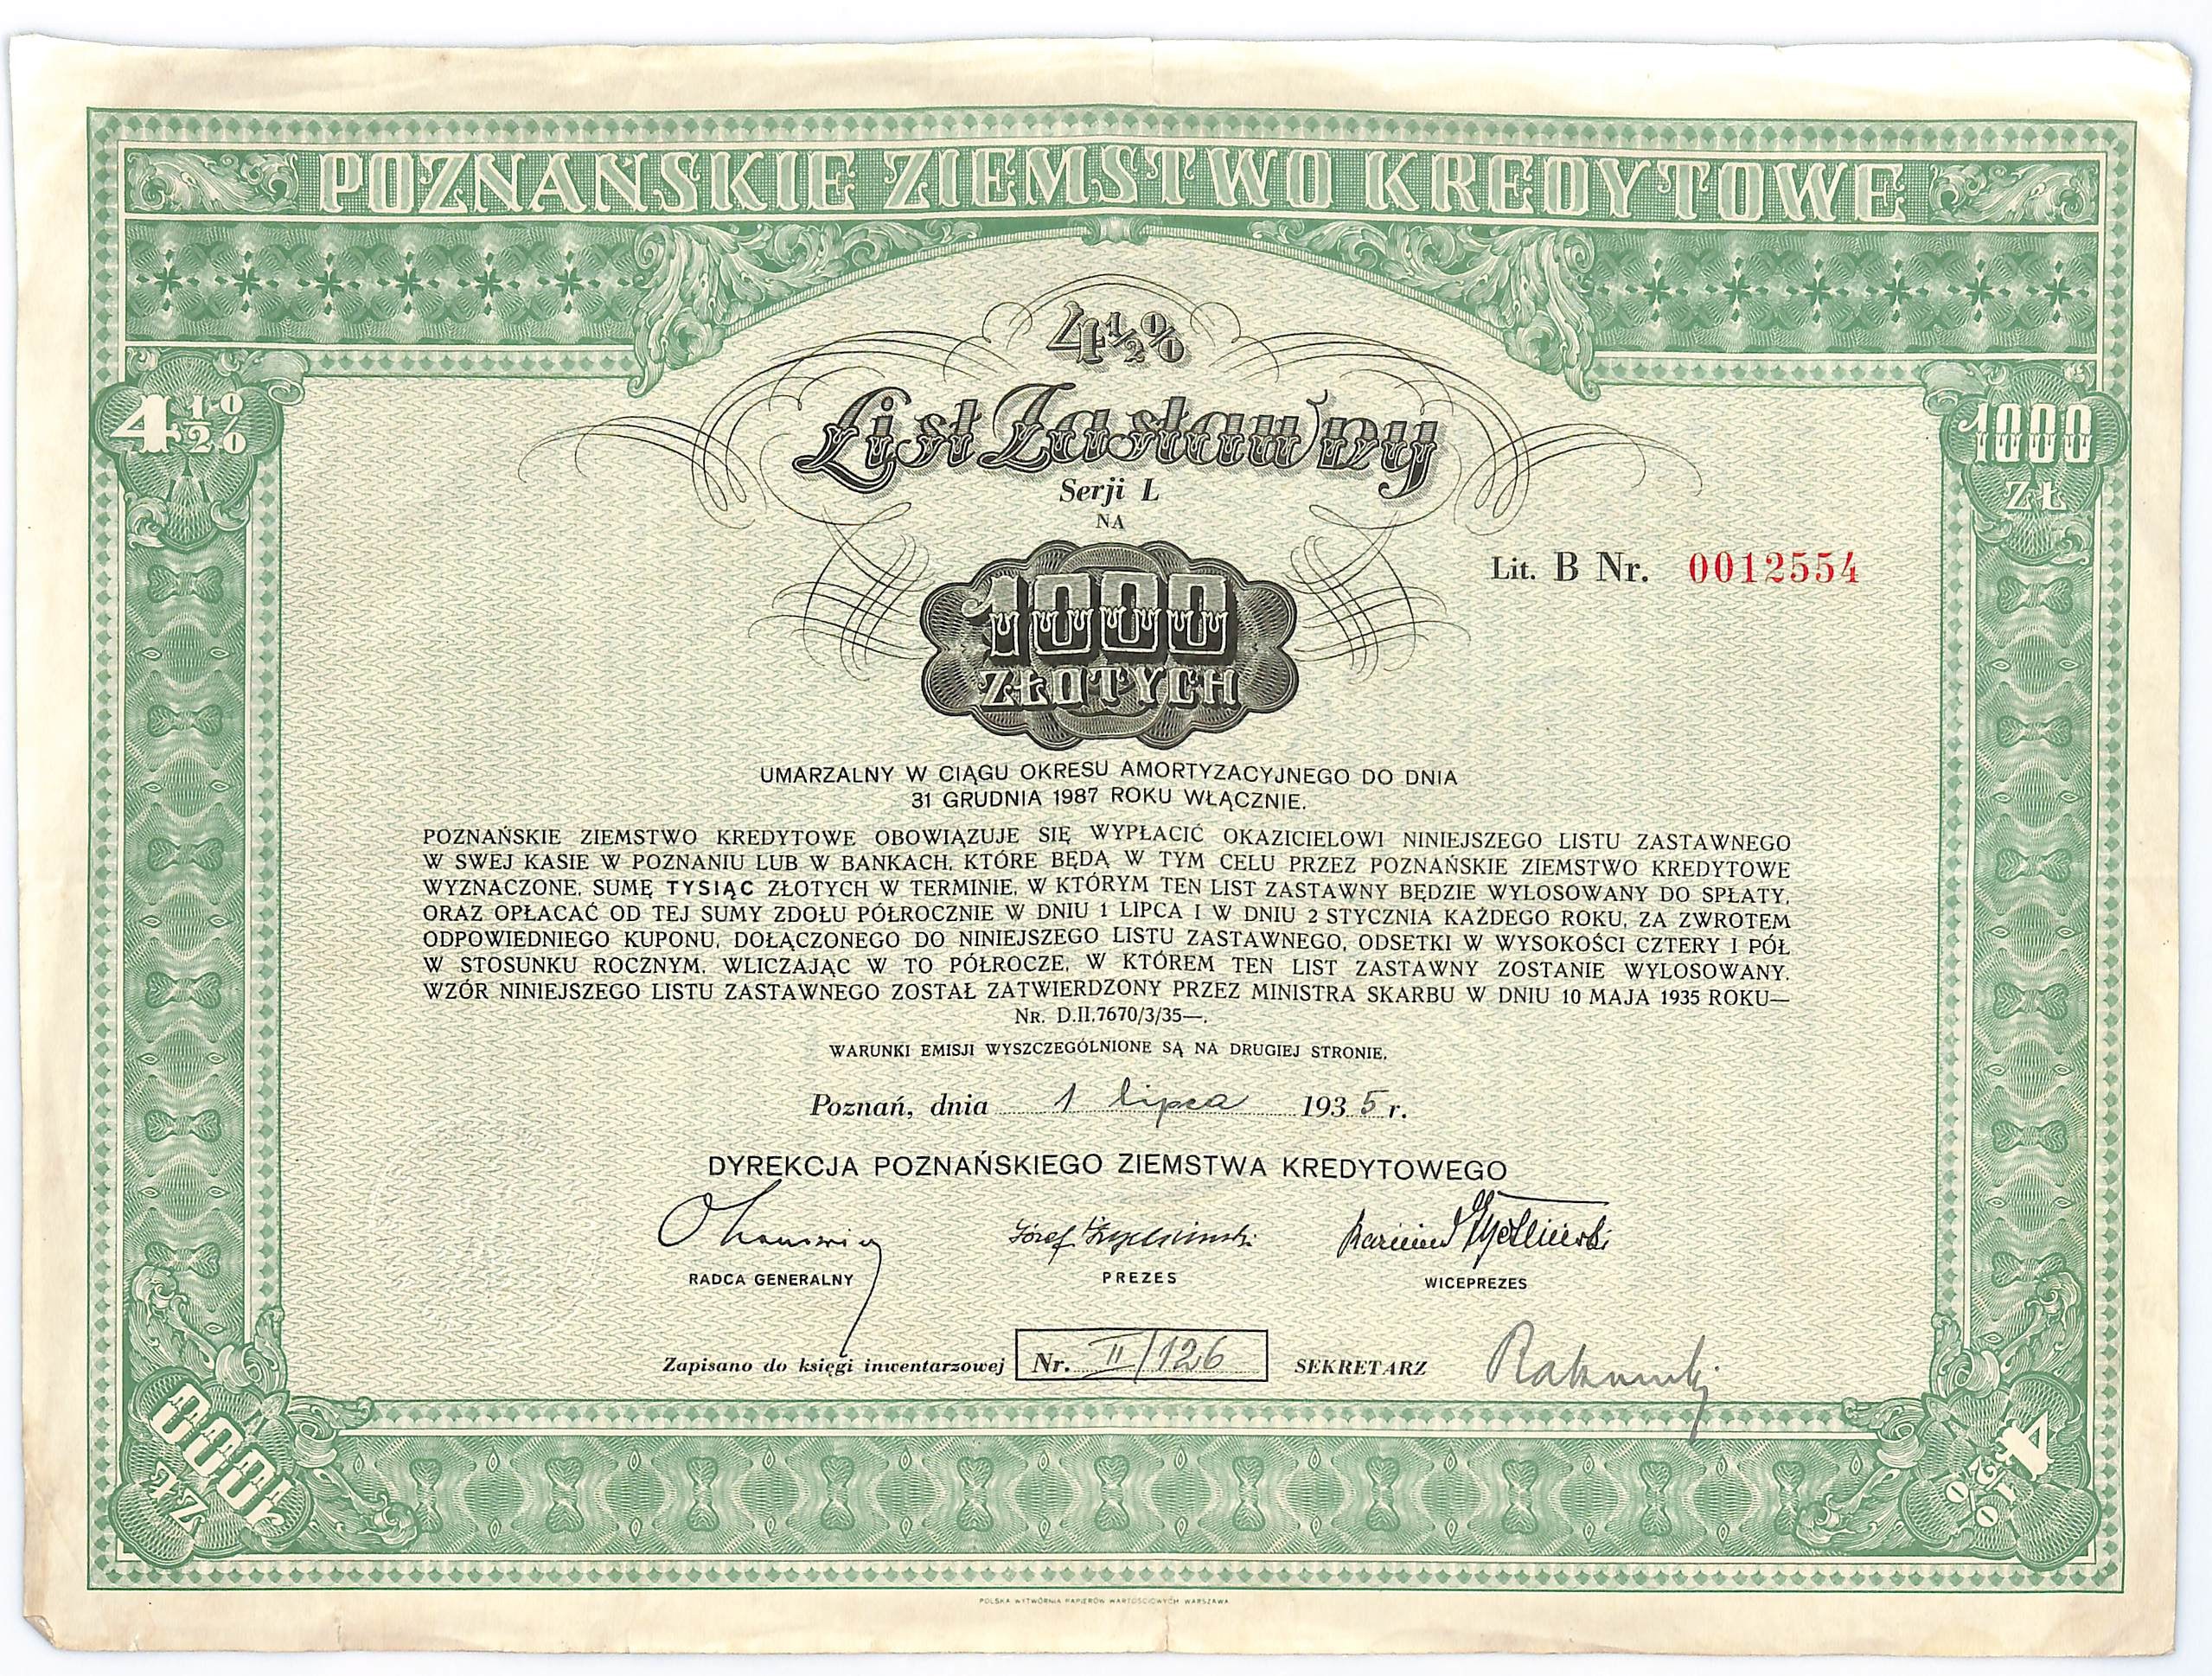 POZNAŃSKIE ZIEMSTWO KREDYTOWE
4½%
4½%
1000
ZŁ
List Zastawny
Serji L
NA
Lit. B Nr. 0012554
1000
ZŁOTYCH
UMARZALNY W CIĄGU OKRESU AMORTYZACYJNEGO DO DNIA
31 GRUDNIA 1987 ROKU WŁĄCZNIE.
POZNAŃSKIE ZIEMSTWO KREDYTOWE OBOWIĄZUJE SIĘ WYPŁACIĆ OKAZICIELOWI NINIEJSZEGO LISTU ZASTAWNEGO
W SWEJ KASIE W POZNANIU LUB W BANKACH, KTÓRE BĘDĄ W TYM CELU PRZEZ POZNAŃSKIE ZIEMSTWO KREDYTOWE
WYZNACZONE, SUMĘ TYSIĄC ZŁOTYCH W TERMINIE, W KTÓRYM TEN LIST ZASTAWNY BĘDZIE WYLOSOWANY DO SPŁATY,
ORAZ OPŁACAĆ OD TEJ SUMY ZDOŁU PÓŁROCZNIE W DNIU 1 LIPCA I W DNIU 2 STYCZNIA KAŻDEGO ROKU, ZA ZWROTEM
ODPOWIEDNIEGO KUPONU, DOŁĄCZONEGO DO NINIEJSZEGO LISTU ZASTAWNEGO, ODSETKI W WYSOKOŚCI CZTERY I PÓŁ
W STOSUNKU ROCZNYM, WLICZAJĄC W TO PÓŁROCZE, W KTÓREM TEN LIST ZASTAWNY ZOSTANIE WYLOSOWANY.
WZÓR NINIEJSZEGO LISTU ZASTAWNEGO ZOSTAŁ ZATWIERDZONY PRZEZ MINISTRA SKARBU W DNIU 10 MAJA 1935 ROKU—
NR. D.II.7670/3/35—.
WARUNKI EMISJI WYSZCZEGÓLNIONE SĄ NA DRUGIEJ STRONIE.
Poznań, dnia 1 lipca 1935 r.
DYREKCJA POZNAŃSKIEGO ZIEMSTWA KREDYTOWEGO
Józef
RADCA GENERALNY PREZES WICEPREZES
Zapisano do księgi inwentarzowej Nr. II/126 SEKRETARZ
1000
ZŁ
4½%
POLSKA WYTWÓRNIA PAPIERÓW WARTOŚCIOWYCH WARSZAWA